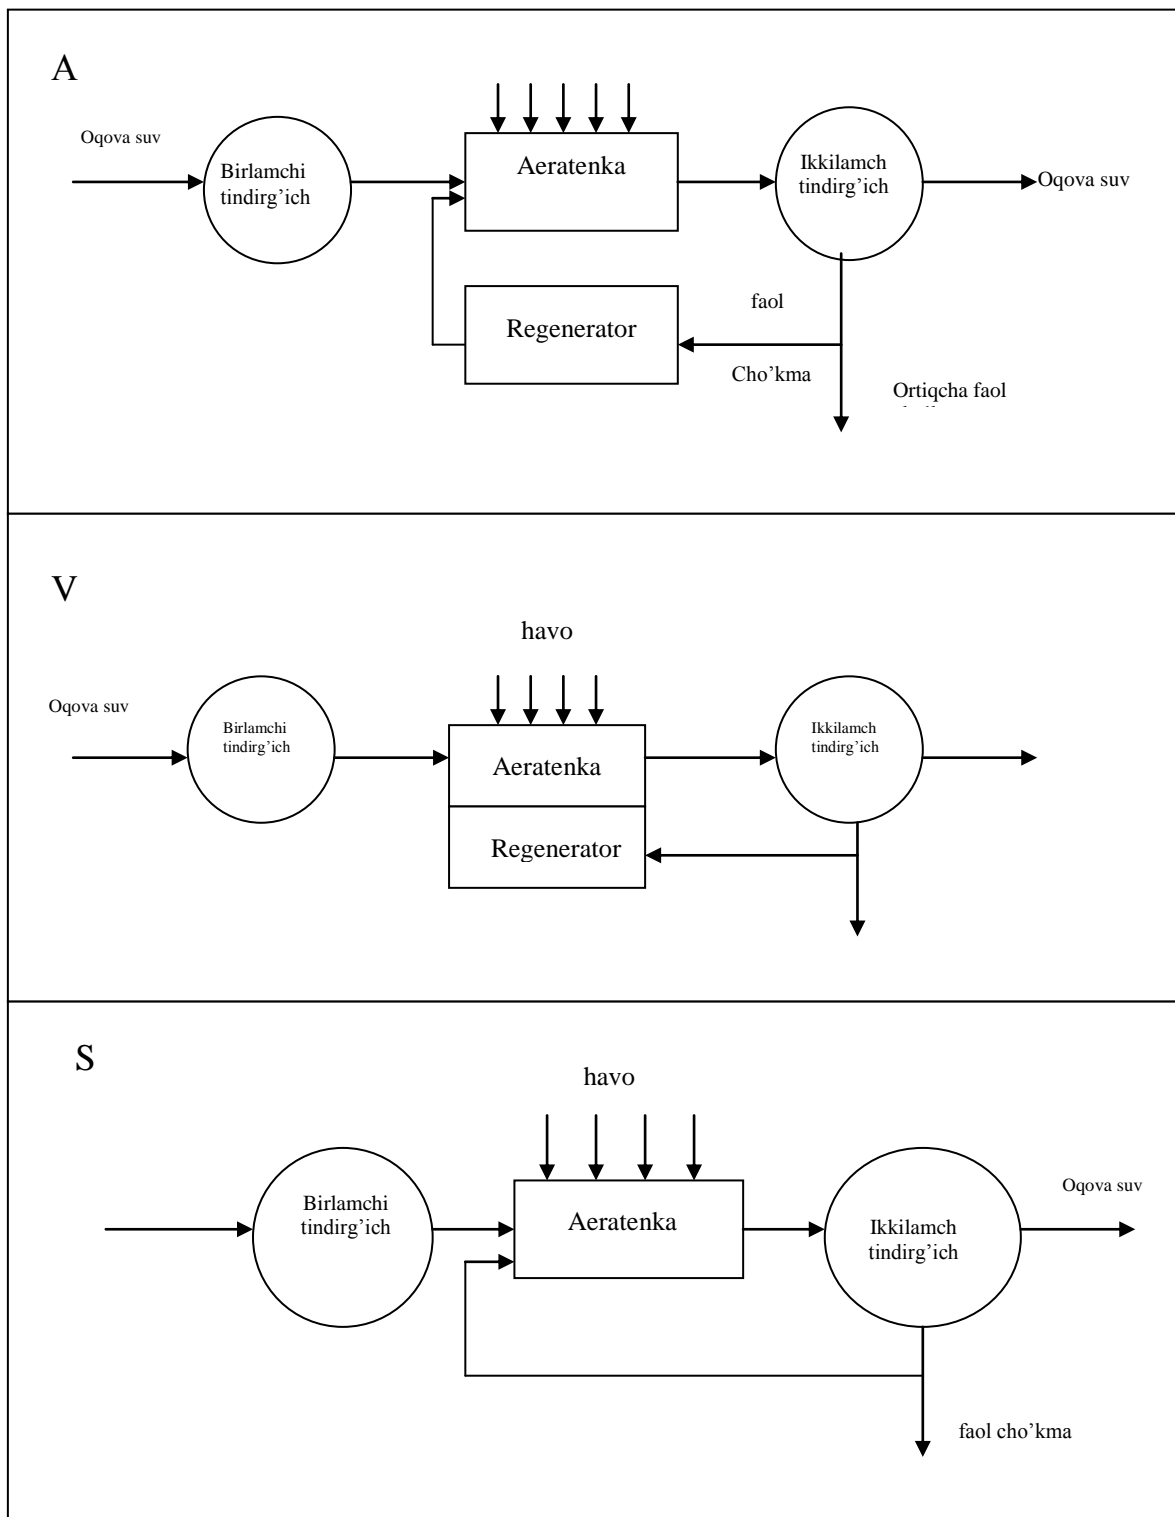 A
Oqova suv
Birlamchi
tindirg’ich
Aeratenka
Ikkilamch
tindirg’ich
Oqova suv
Regenerator
faol
Cho’kma
Ortiqcha faol
V
havo
Oqova suv
Birlamchi
tindirg’ich
Aeratenka
Ikkilamch
tindirg’ich
Regenerator
S
havo
Birlamchi
tindirg’ich
Aeratenka
Ikkilamch
tindirg’ich
Oqova suv
faol cho’kma